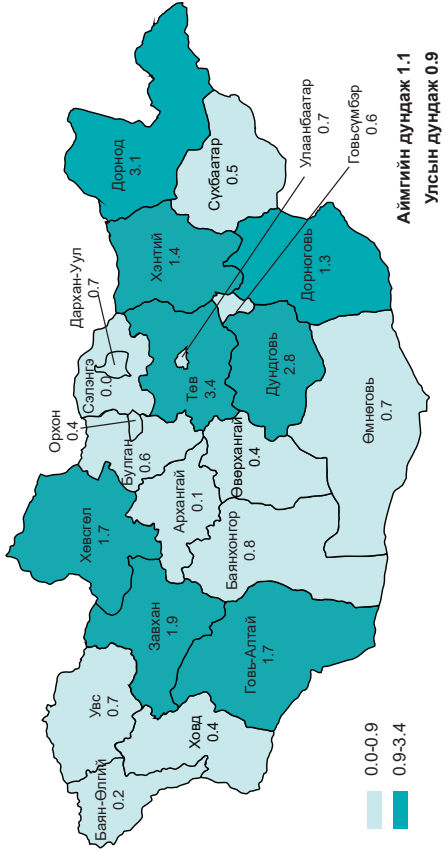 Баян-Өлгий
0.2
Увс
0.7
Ховд
0.4
Завхан
1.9
Говь-Алтай
1.7
Хөвсгөл
1.7
Орхон
0.4
Булган
0.6
Архангай
0.1
Баянхонгор
0.8
Өвөрхангай
0.4
Дархан-Уул
0.7
Сэлэнгэ
0.0
Төв
3.4
Дундговь
2.8
Өмнөговь
0.7
Хэнтий
1.4
Дорноговь
1.3
Дорнод
3.1
Сүхбаатар
0.5
Улаанбаатар
0.7
Говьсүмбэр
0.6
0.0-0.9
0.9-3.4
Аймгийн дундаж 1.1
Улсын дундаж 0.9